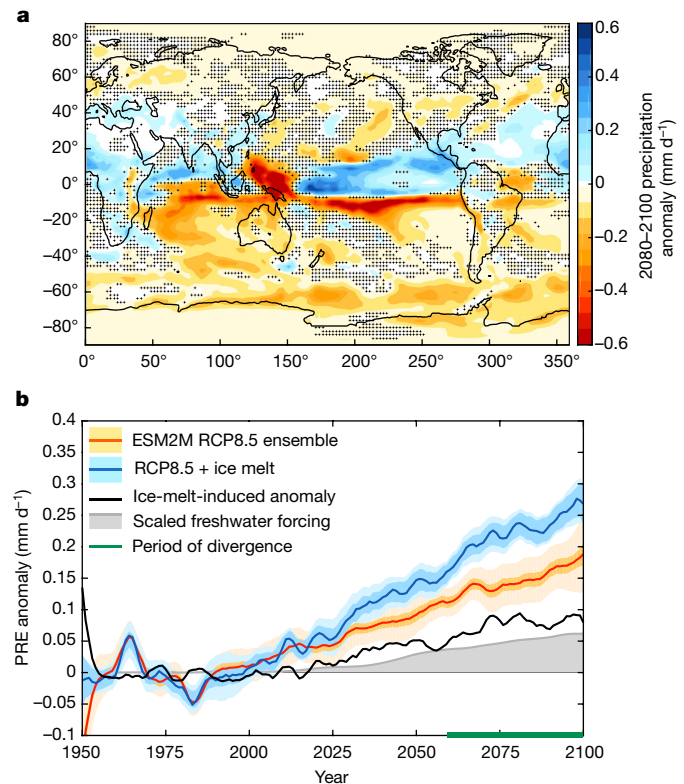 a
80°
60°
40°
20°
0°
−20°
−40°
−60°
−80°
0° 50° 100° 150° 200° 250° 300° 350°
0.6
0.4
0.2
0
−0.2
−0.4
−0.6
2080–2100 precipitation
anomaly (mm d⁻¹)
b
0.4
0.35
0.3
0.25
0.2
0.15
0.10
0.05
0
−0.05
−0.1
PRE anomaly (mm d⁻¹)
ESM2M RCP8.5 ensemble
RCP8.5 + ice melt
Ice-melt-induced anomaly
Scaled freshwater forcing
Period of divergence
1950 1975 2000 2025 2050 2075 2100
Year